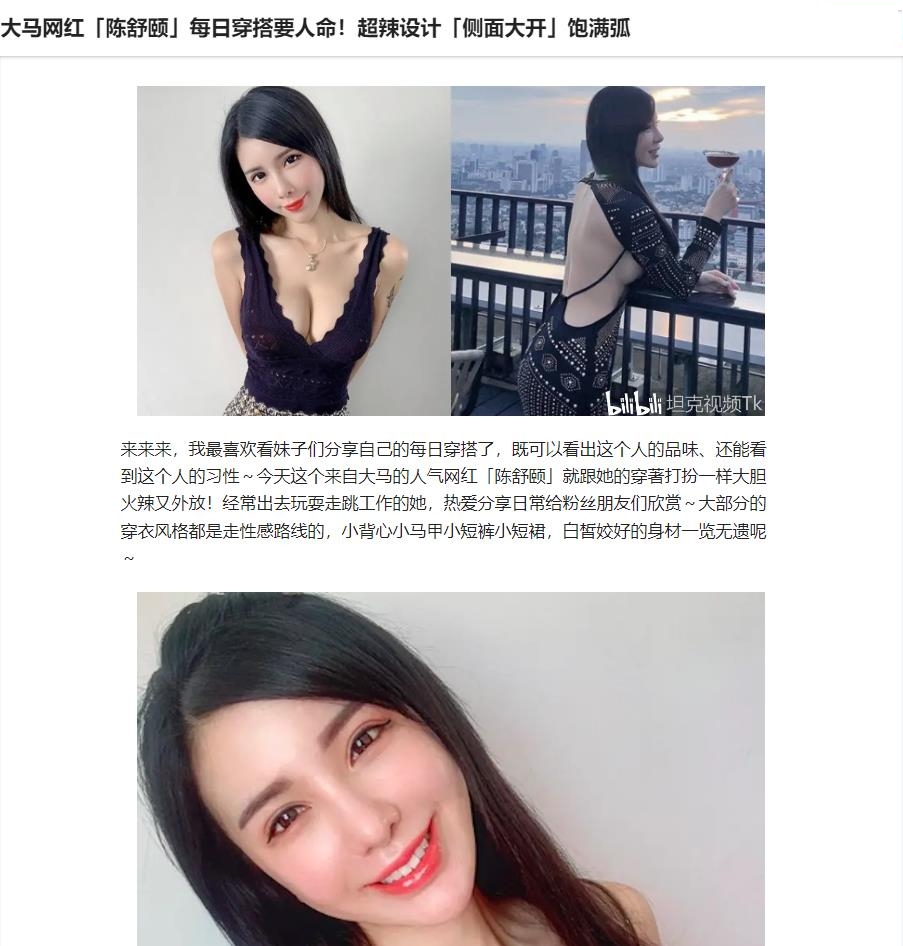 大马网红「陈舒颐」每日穿搭要人命！超辣设计「侧面大开」饱满弧
bilibili 坦克视频Tk
来来来，我最喜欢看妹子们分享自己的每日穿搭了，既可以看出这个人的品味、还能看
到这个人的习性～今天这个来自大马的人气网红「陈舒颐」就跟她的穿著打扮一样大胆
火辣又外放！经常出去玩耍走跳工作的她，热爱分享日常给粉丝朋友们欣赏～大部分的
穿衣风格都是走性感路线的，小背心小马甲小短裤小短裙，白皙姣好的身材一览无遗呢
～